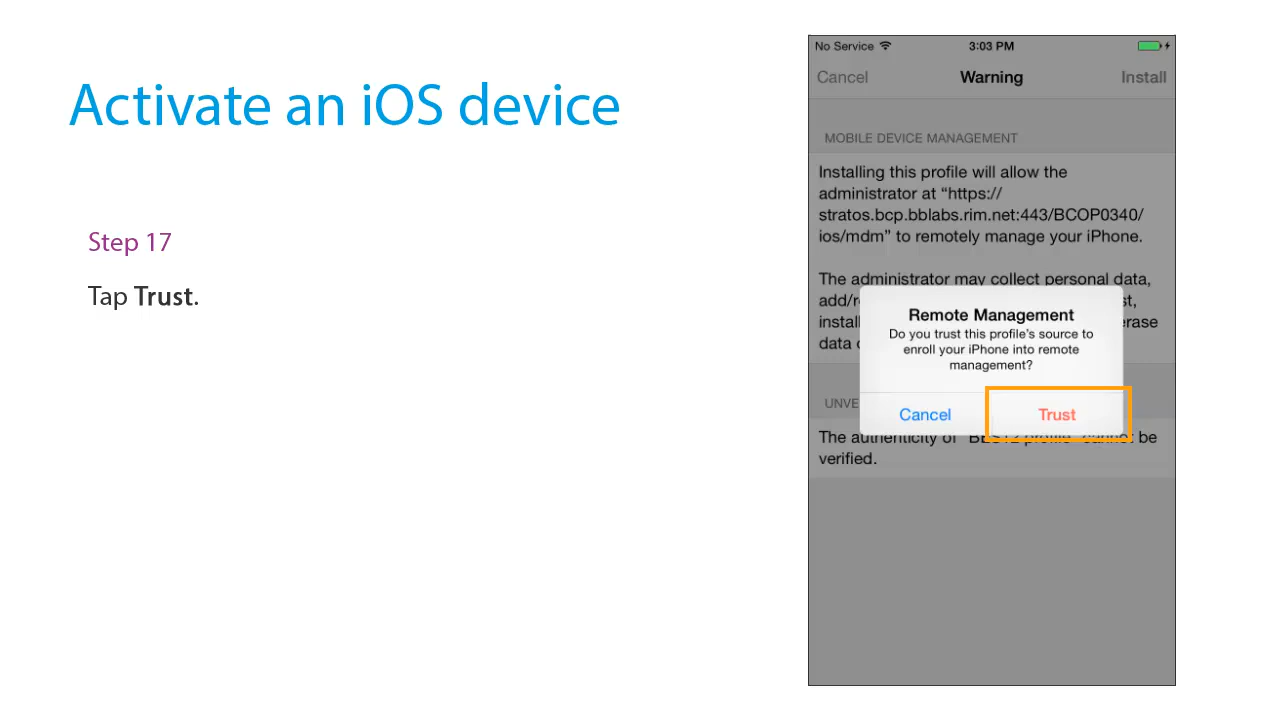 Activate an iOS device
Step 17
Tap Trust.
No Service 3:03 PM
Cancel Warning Install
MOBILE DEVICE MANAGEMENT
Installing this profile will allow the
administrator at “https://
stratos.bcp.bblabs.rim.net:443/BCOP0340/
ios/mdm” to remotely manage your iPhone.
The administrator may collect personal data,
add/
install erase
data
Remote Management
Do you trust this profile’s source to
enroll your iPhone into remote
management?
Cancel Trust
UNVE
The authenticity of “BES12 profile” cannot be
verified.